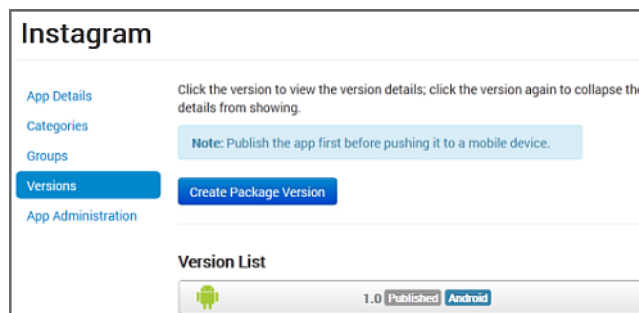 Instagram
App Details
Categories
Groups
Versions
App Administration
Click the version to view the version details; click the version again to collapse the
details from showing.
Note: Publish the app first before pushing it to a mobile device.
Create Package Version
Version List
1.0 Published Android